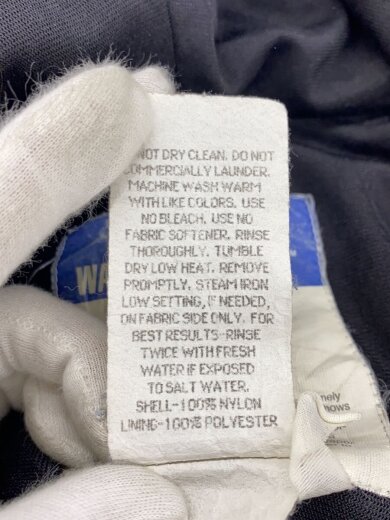 NOT DRY CLEAN. DO NOT
COMMERCIALLY LAUNDER.
MACHINE WASH WARM
WITH LIKE COLORS. USE
NO BLEACH. USE NO
FABRIC SOFTENER. RINSE
THOROUGHLY. TUMBLE
DRY LOW HEAT. REMOVE
PROMPTLY. STEAM IRON
LOW SETTING, IF NEEDED,
ON FABRIC SIDE ONLY. FOR
BEST RESULTS-RINSE
TWICE WITH FRESH
WATER IF EXPOSED
TO SALT WATER.
SHELL-100% NYLON
LINING-100% POLYESTER
WA